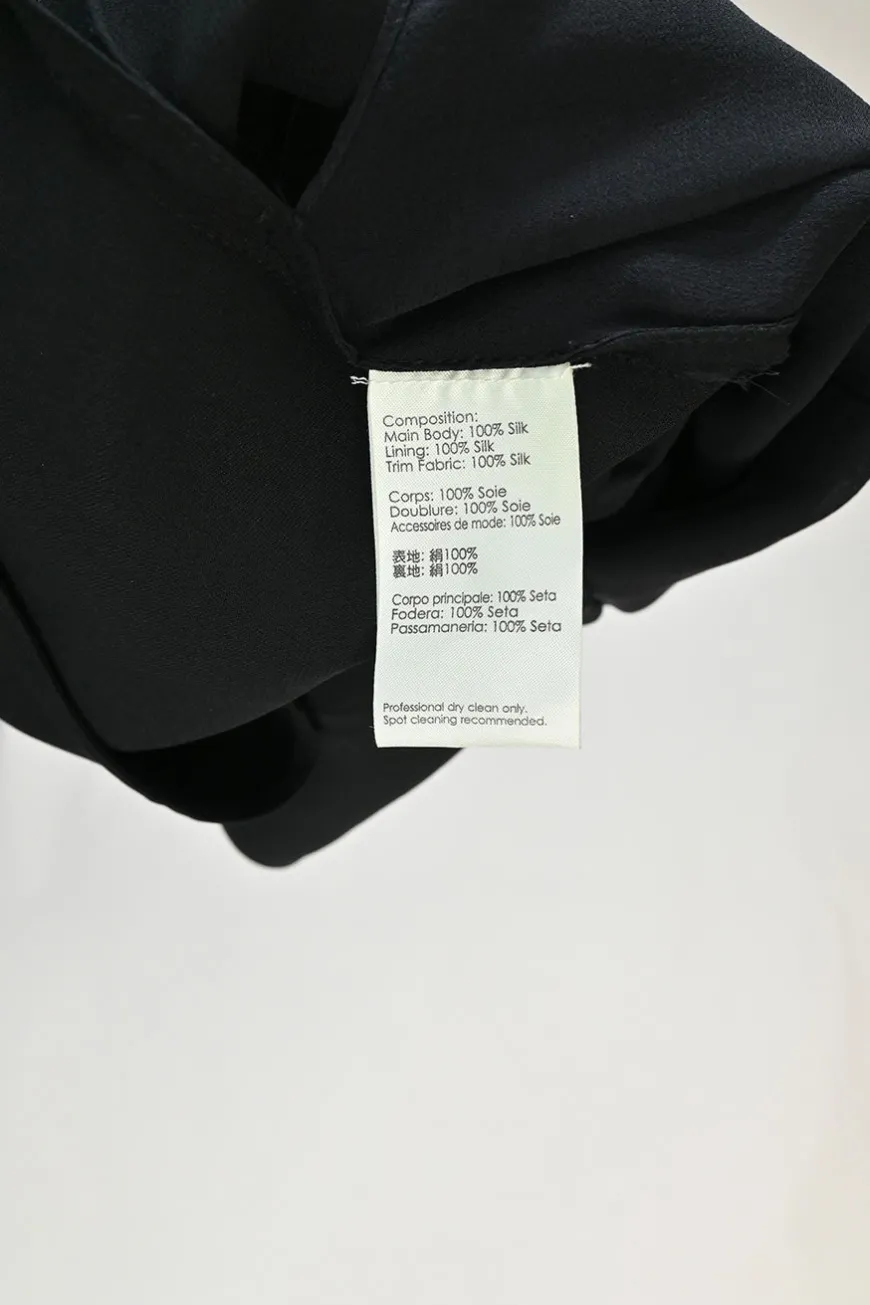 Composition:
Main Body: 100% Silk
Lining: 100% Silk
Trim Fabric: 100% Silk
Corps: 100% Soie
Doublure: 100% Soie
Accessoires de mode: 100% Soie
表地: 絹100%
裏地: 絹100%
Corpo principale: 100% Seta
Fodera: 100% Seta
Passamaneria: 100% Seta
Professional dry clean only.
Spot cleaning recommended.